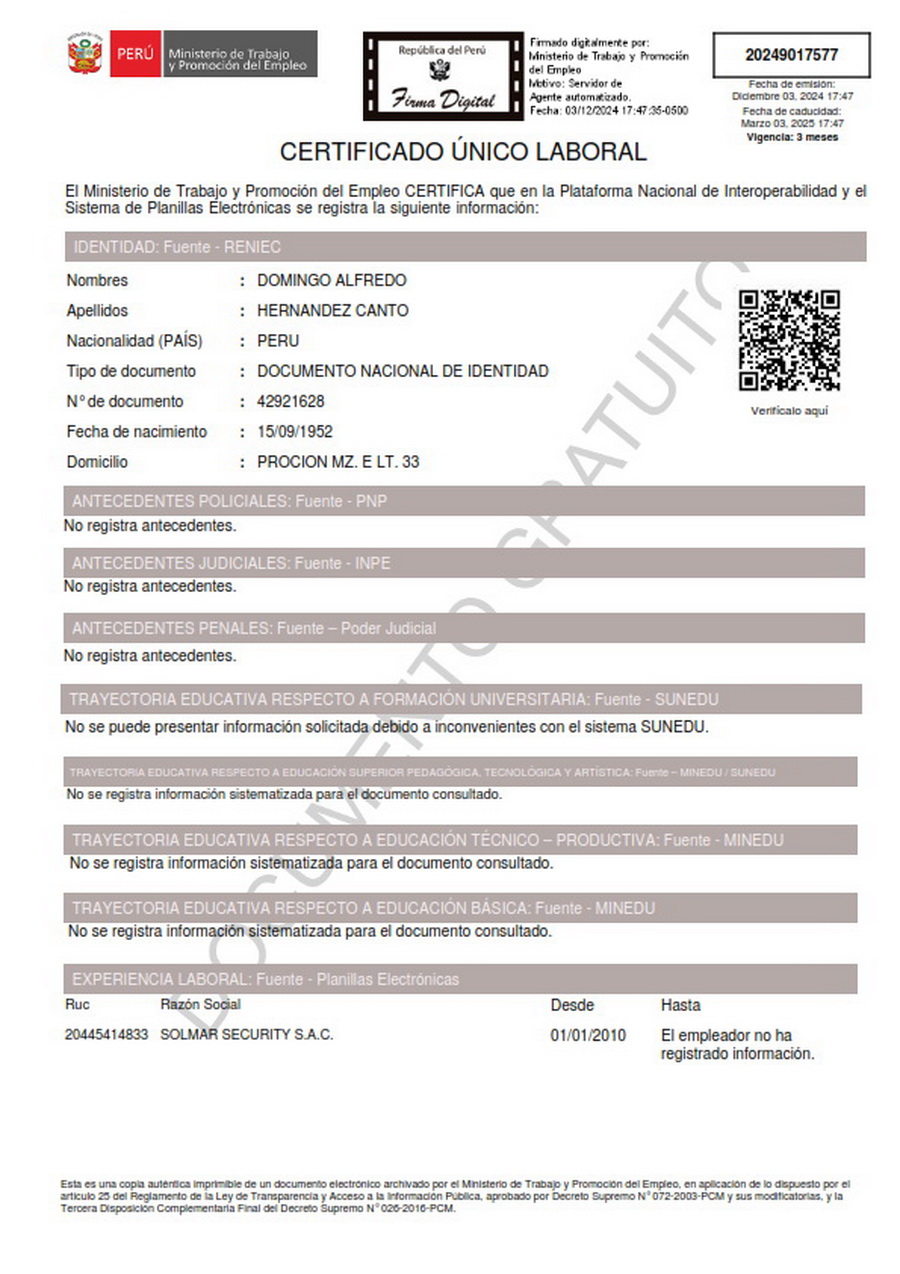 PERÚ
Ministerio de Trabajo
y Promoción del Empleo
República del Perú
Firma Digital
Firmado digitalmente por:
Ministerio de Trabajo y Promoción
del Empleo
Motivo: Servidor de
Agente automatizado.
Fecha: 03/12/2024 17:47:35-0500
20249017577
Fecha de emisión:
Diciembre 03, 2024 17:47
Fecha de caducidad:
Marzo 03, 2025 17:47
Vigencia: 3 meses
CERTIFICADO ÚNICO LABORAL
El Ministerio de Trabajo y Promoción del Empleo CERTIFICA que en la Plataforma Nacional de Interoperabilidad y el
Sistema de Planillas Electrónicas se registra la siguiente información:
IDENTIDAD: Fuente - RENIEC
Nombres : DOMINGO ALFREDO
Apellidos : HERNANDEZ CANTO
Nacionalidad (PAÍS) : PERU
Tipo de documento : DOCUMENTO NACIONAL DE IDENTIDAD
N° de documento : 42921628
Fecha de nacimiento : 15/09/1952
Domicilio : PROCION MZ. E LT. 33
Verifícalo aquí
ANTECEDENTES POLICIALES: Fuente - PNP
No registra antecedentes.
ANTECEDENTES JUDICIALES: Fuente - INPE
No registra antecedentes.
ANTECEDENTES PENALES: Fuente – Poder Judicial
No registra antecedentes.
TRAYECTORIA EDUCATIVA RESPECTO A FORMACIÓN UNIVERSITARIA: Fuente - SUNEDU
No se puede presentar información solicitada debido a inconvenientes con el sistema SUNEDU.
TRAYECTORIA EDUCATIVA RESPECTO A EDUCACIÓN SUPERIOR PEDAGÓGICA, TECNOLÓGICA Y ARTÍSTICA: Fuente – MINEDU / SUNEDU
No se registra información sistematizada para el documento consultado.
TRAYECTORIA EDUCATIVA RESPECTO A EDUCACIÓN TÉCNICO – PRODUCTIVA: Fuente - MINEDU
No se registra información sistematizada para el documento consultado.
TRAYECTORIA EDUCATIVA RESPECTO A EDUCACIÓN BÁSICA: Fuente - MINEDU
No se registra información sistematizada para el documento consultado.
EXPERIENCIA LABORAL: Fuente - Planillas Electrónicas
Ruc Razón Social Desde Hasta
20445414833 SOLMAR SECURITY S.A.C. 01/01/2010 El empleador no ha
registrado información.
DOCUMENTO GRATUITO
Esta es una copia auténtica imprimible de un documento electrónico archivado por el Ministerio de Trabajo y Promoción del Empleo, en aplicación de lo dispuesto por el
artículo 25 del Reglamento de la Ley de Transparencia y Acceso a la Información Pública, aprobado por Decreto Supremo N° 072-2003-PCM y sus modificatorias, y la
Tercera Disposición Complementaria Final del Decreto Supremo N° 026-2016-PCM.